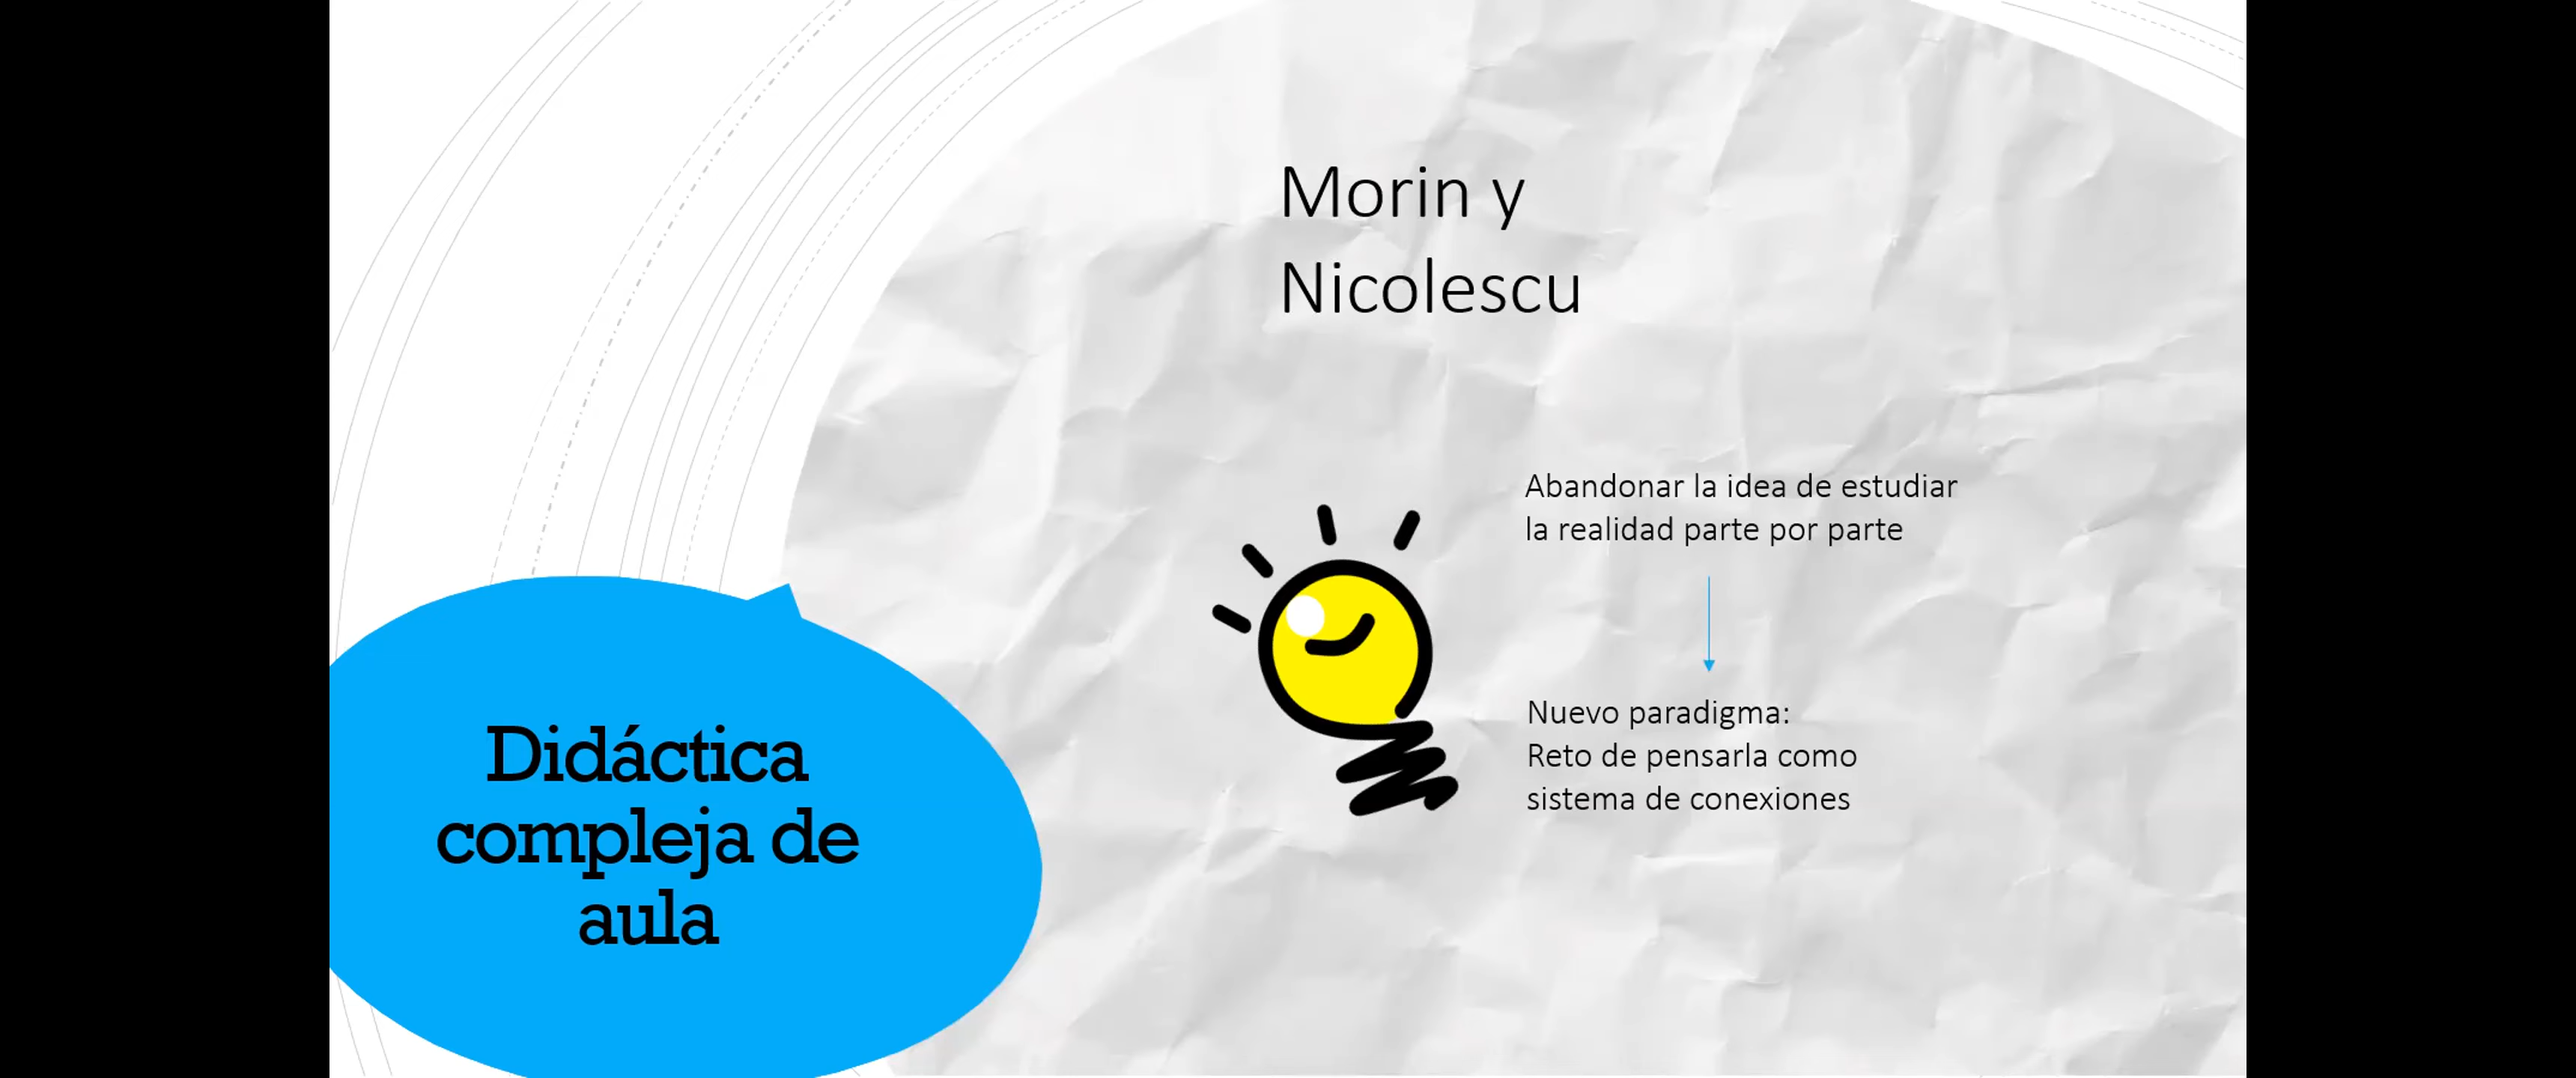 Morin y
Nicolescu
Abandonar la idea de estudiar
la realidad parte por parte
Nuevo paradigma:
Reto de pensarla como
sistema de conexiones
Didáctica
compleja de
aula